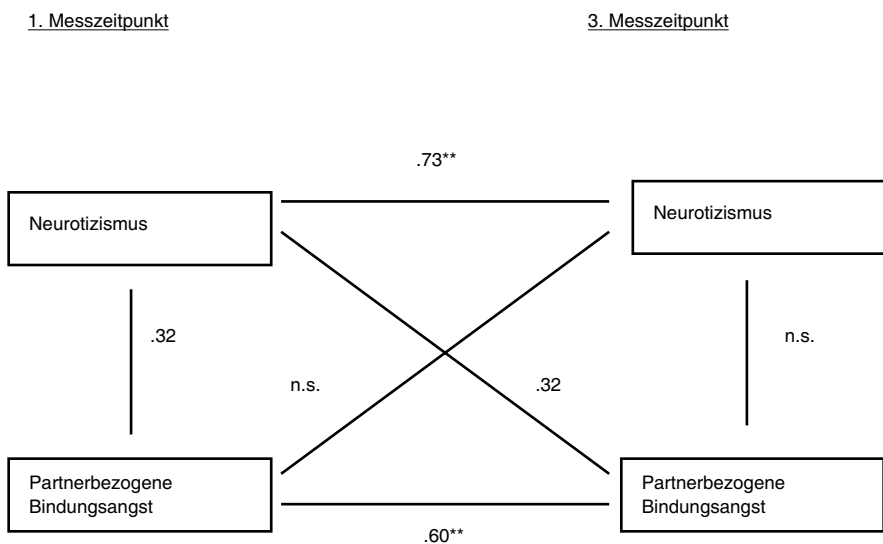 1. Messzeitpunkt
3. Messzeitpunkt
.73**
Neurotizismus
Neurotizismus
.32
n.s.
n.s.
.32
Partnerbezogene
Bindungsangst
Partnerbezogene
Bindungsangst
.60**